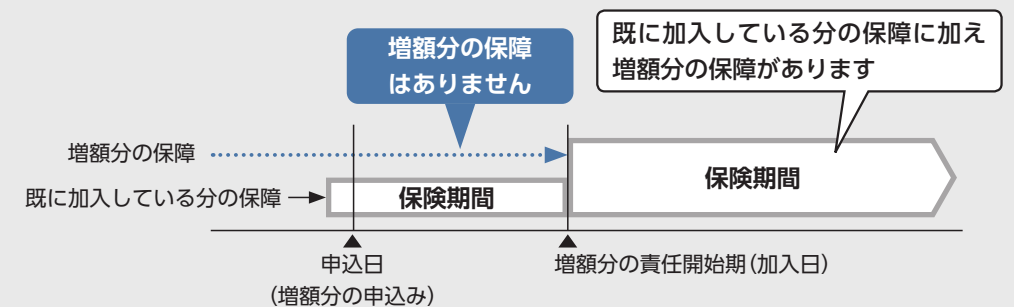 増額分の保障
はありません
既に加入している分の保障に加え
増額分の保障があります
増額分の保障
既に加入している分の保障
保険期間
保険期間
申込日
(増額分の申込み)
増額分の責任開始期(加入日)